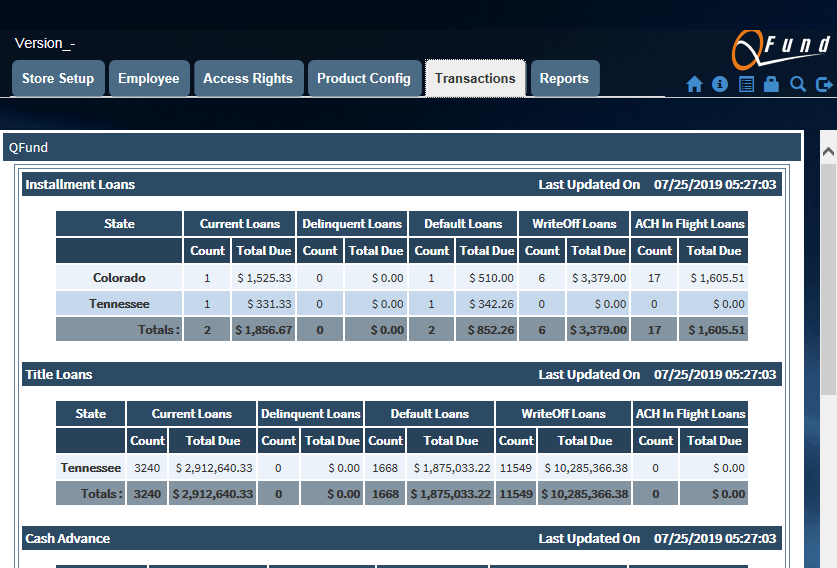 Version_-
QFund
Store Setup Employee Access Rights Product Config Transactions Reports
QFund
Installment Loans Last Updated On 07/25/2019 05:27:03
State Current Loans Delinquent Loans Default Loans WriteOff Loans ACH In Flight Loans
Count Total Due Count Total Due Count Total Due Count Total Due Count Total Due
Colorado 1 $ 1,525.33 0 $ 0.00 1 $ 510.00 6 $ 3,379.00 17 $ 1,605.51
Tennessee 1 $ 331.33 0 $ 0.00 1 $ 342.26 0 $ 0.00 0 $ 0.00
Totals : 2 $ 1,856.67 0 $ 0.00 2 $ 852.26 6 $ 3,379.00 17 $ 1,605.51
Title Loans Last Updated On 07/25/2019 05:27:03
State Current Loans Delinquent Loans Default Loans WriteOff Loans ACH In Flight Loans
Count Total Due Count Total Due Count Total Due Count Total Due Count Total Due
Tennessee 3240 $ 2,912,640.33 0 $ 0.00 1668 $ 1,875,033.22 11549 $ 10,285,366.38 0 $ 0.00
Totals : 3240 $ 2,912,640.33 0 $ 0.00 1668 $ 1,875,033.22 11549 $ 10,285,366.38 0 $ 0.00
Cash Advance Last Updated On 07/25/2019 05:27:03